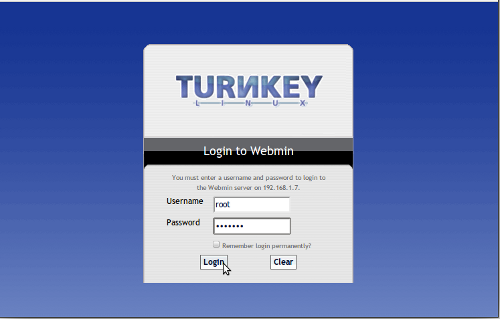 TURNKEY
LINUX
Login to Webmin
You must enter a username and password to login to
the Webmin server on 192.168.1.7.
Username
root
Password
•••••••
Remember login permanently?
Login
Clear